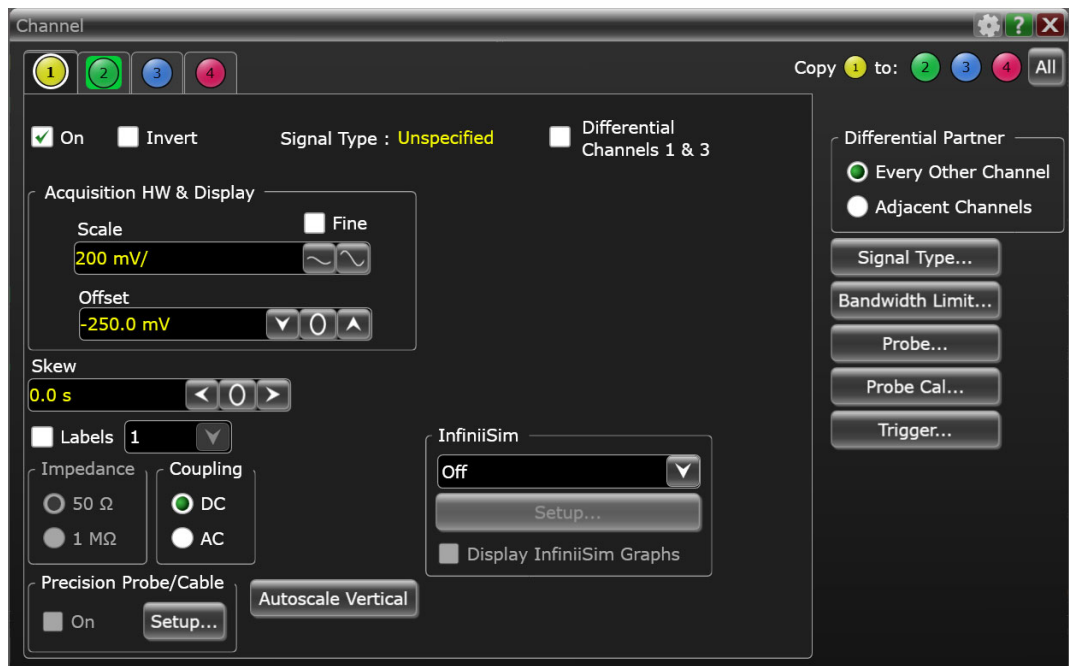 Channel
?
X
1
2
3
4
Copy 1 to: 2 3 4 All
On
Invert
Signal Type : Unspecified
Differential
Channels 1 & 3
Differential Partner
Every Other Channel
Adjacent Channels
Acquisition HW & Display
Scale
Fine
200 mV/
Offset
-250.0 mV
0
Skew
0.0 s
0
Labels
1
Impedance
50 Ω
1 MΩ
Coupling
DC
AC
InfiniiSim
Off
Setup...
Display InfiniiSim Graphs
Precision Probe/Cable
On
Setup...
Autoscale Vertical
Signal Type...
Bandwidth Limit...
Probe...
Probe Cal...
Trigger...